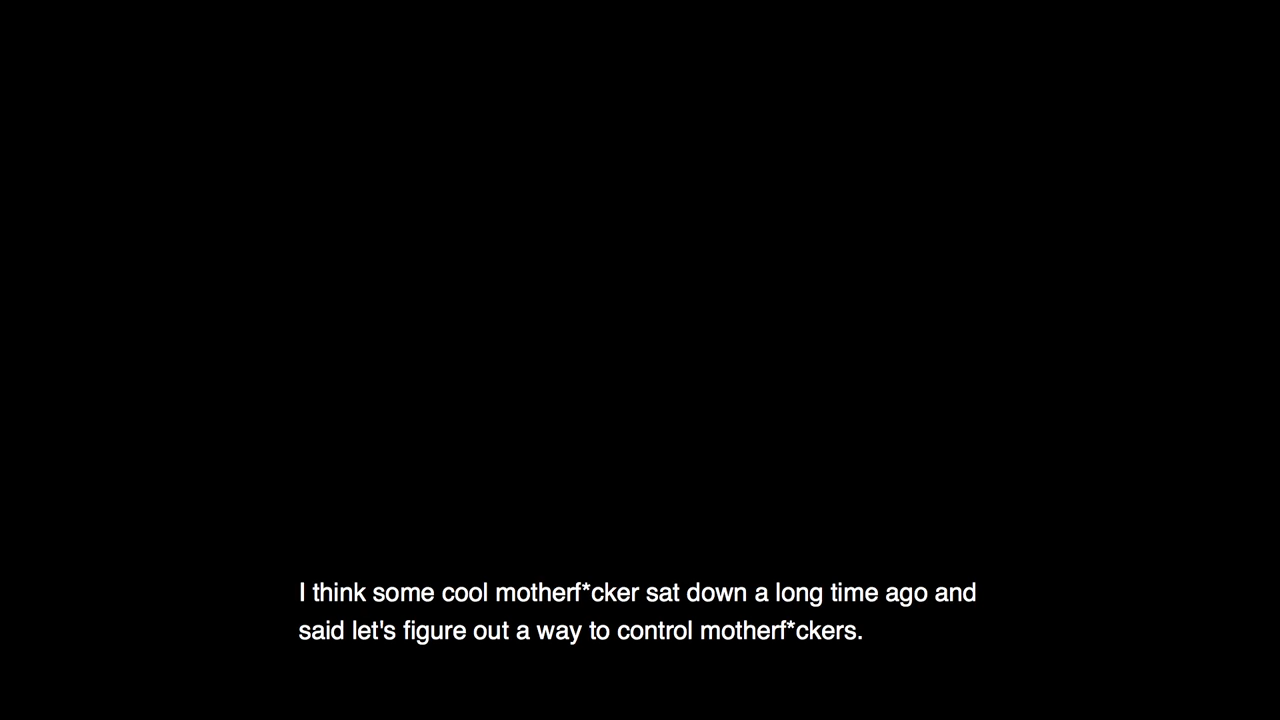 I think some cool motherf*cker sat down a long time ago and
said let's figure out a way to control motherf*ckers.